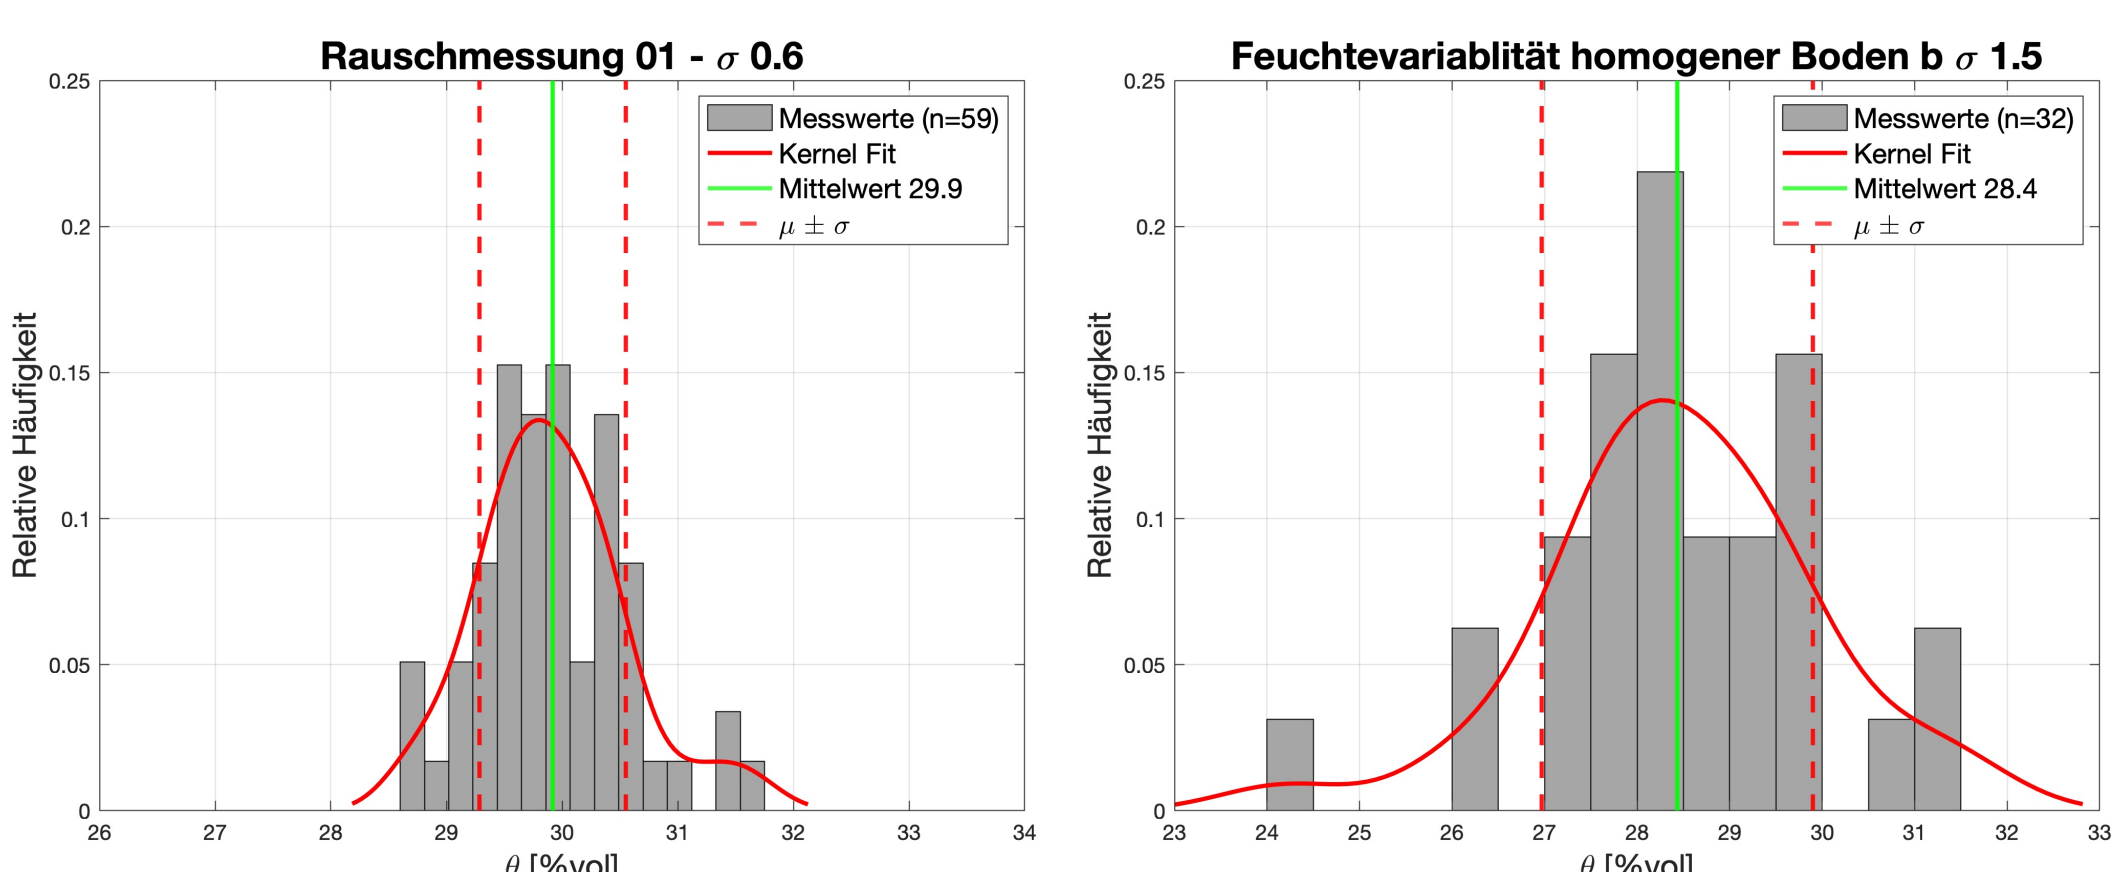 Rauschmessung 01 - σ 0.6
0.25
0.2
0.15
0.1
0.05
0
Relative Häufigkeit
Messwerte (n=59)
Kernel Fit
Mittelwert 29.9
μ ± σ
26 27 28 29 30 31 32 33 34
θ [%vol]
Feuchtevariablität homogener Boden b σ 1.5
0.25
0.2
0.15
0.1
0.05
0
Relative Häufigkeit
Messwerte (n=32)
Kernel Fit
Mittelwert 28.4
μ ± σ
23 24 25 26 27 28 29 30 31 32 33
θ [%vol]